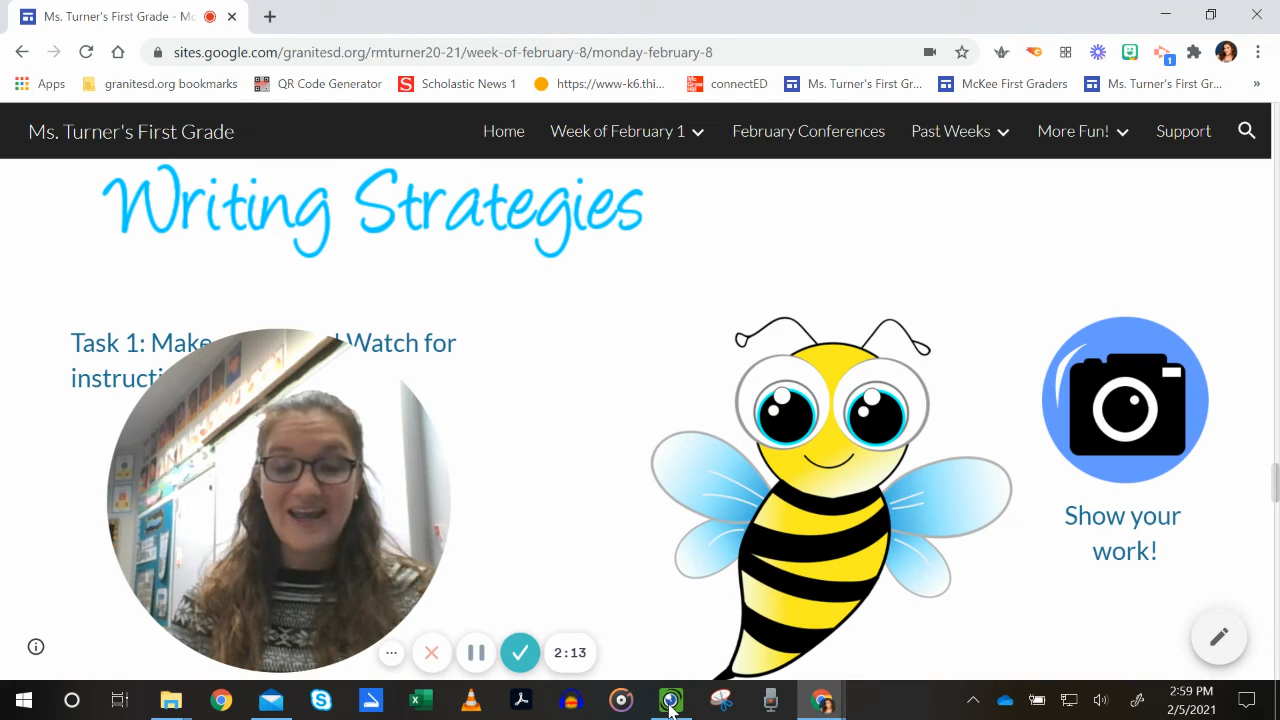 Ms. Turner's First Grade - Mc
sites.google.com/granitesd.org/rmturner20-21/week-of-february-8/monday-february-8
1
Apps granitesd.org bookmarks QR Code Generator S Scholastic News 1 https://www-k6.thi... connectED Ms. Turner's First Gr... McKee First Graders Ms. Turner's First Gr... »
Ms. Turner's First Grade Home Week of February 1 February Conferences Past Weeks More Fun! Support
Writing Strategies
Task 1: Make Watch for
Show your
work!
2:13
2:59 PM
2/5/2021